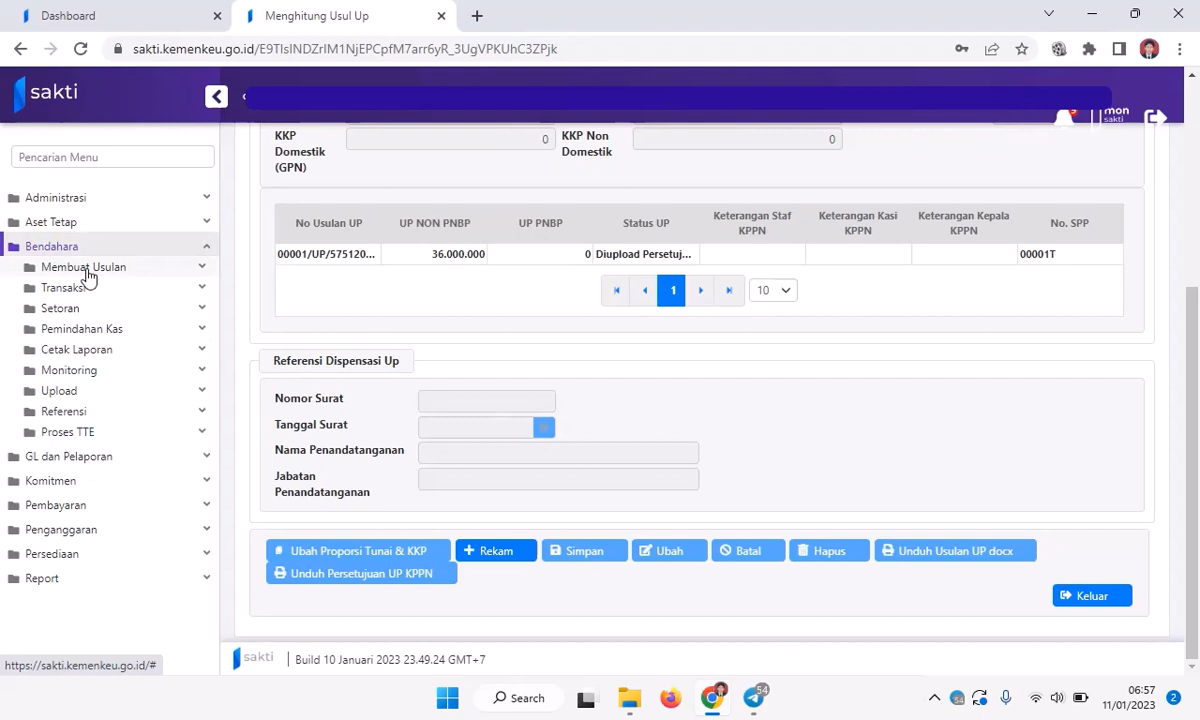 Dashboard
Menghitung Usul Up
sakti.kemenkeu.go.id/E9TIsINDZrIM1NjEPCpfM7arr6yR_3UgVPKUhC3ZPjk
sakti
mon
sakti
Pencarian Menu
Administrasi
Aset Tetap
Bendahara
Membuat Usulan
Transaksi
Setoran
Pemindahan Kas
Cetak Laporan
Monitoring
Upload
Referensi
Proses TTE
GL dan Pelaporan
Komitmen
Pembayaran
Penganggaran
Persediaan
Report
KKP Domestik (GPN)
0
KKP Non Domestik
0
No Usulan UP
UP NON PNBP
UP PNBP
Status UP
Keterangan Staf KPPN
Keterangan Kasi KPPN
Keterangan Kepala KPPN
No. SPP
00001/UP/575120...
36.000.000
0
Diupload Persetuj...
00001T
1
10
Referensi Dispensasi Up
Nomor Surat
Tanggal Surat
Nama Penandatanganan
Jabatan Penandatanganan
Ubah Proporsi Tunai & KKP
Rekam
Simpan
Ubah
Batal
Hapus
Unduh Usulan UP docx
Unduh Persetujuan UP KPPN
Keluar
sakti
Build 10 Januari 2023 23.49.24 GMT+7
https://sakti.kemenkeu.go.id/#
Search
54
54
06:57
11/01/2023
2